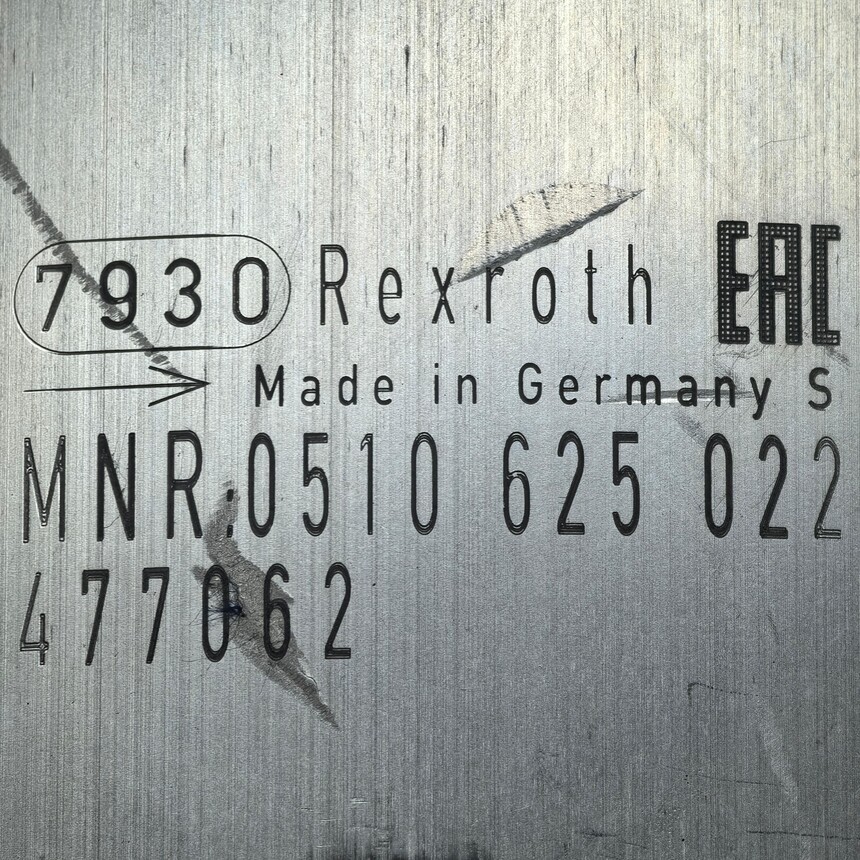 7930 Rexroth EAC
Made in Germany S
MNR:0510 625 022
477062